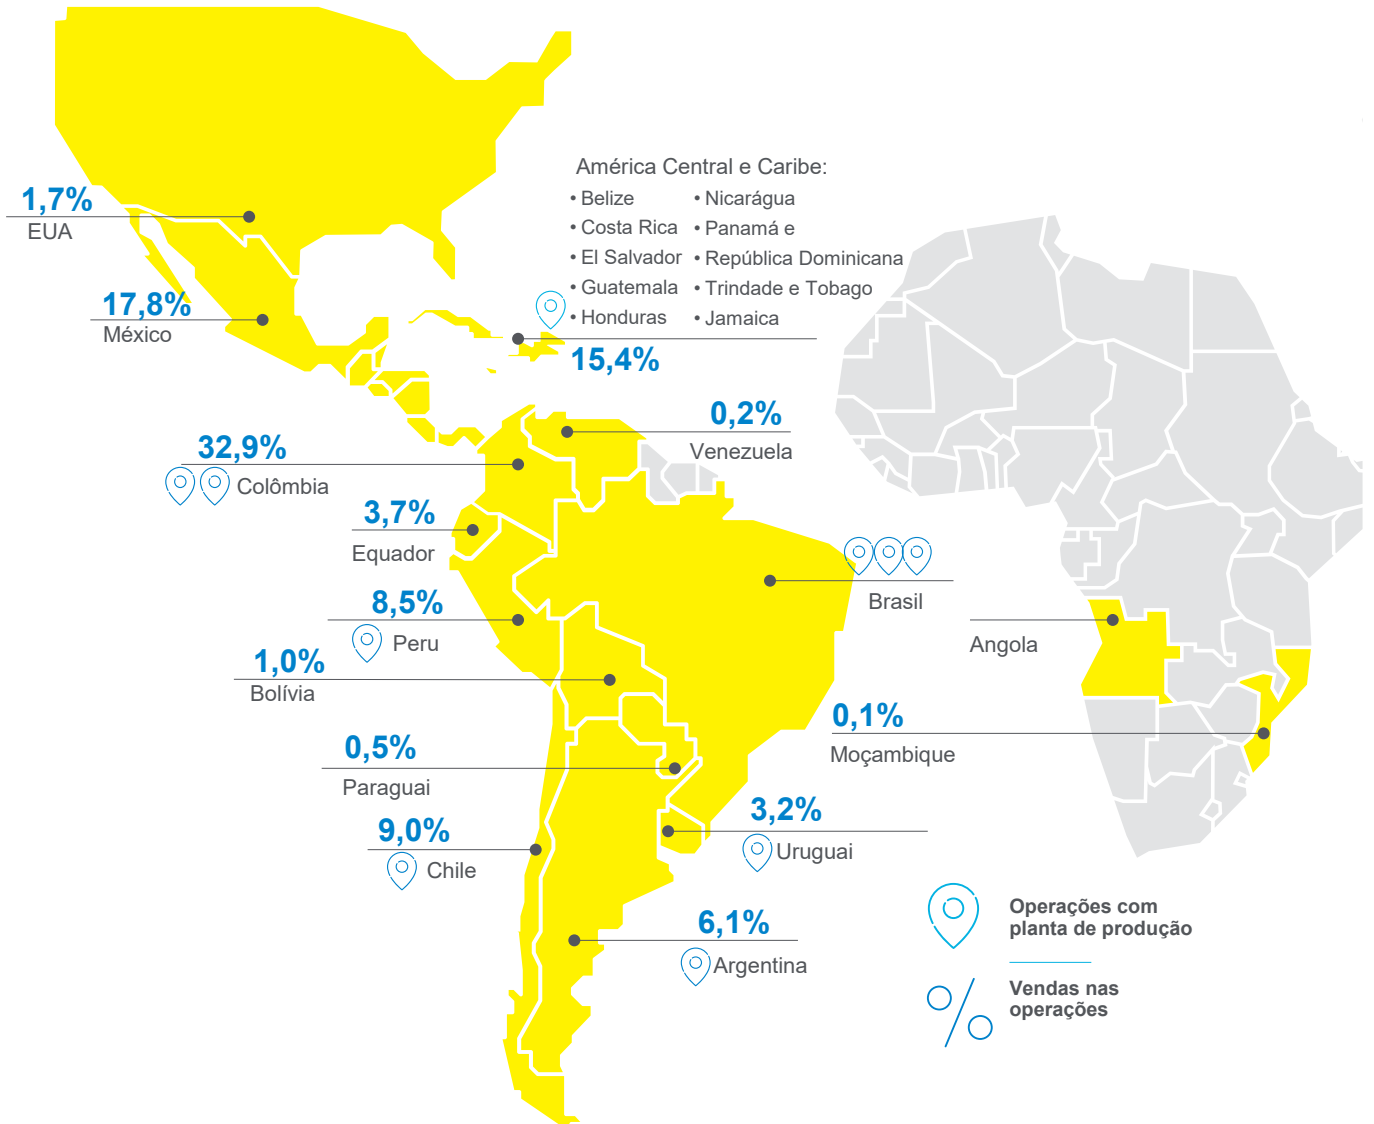 América Central e Caribe:
• Belize
• Nicarágua
• Costa Rica
• Panamá e
• El Salvador
• República Dominicana
• Guatemala
• Trindade e Tobago
• Honduras
• Jamaica
15,4%
1,7%
EUA
17,8%
México
0,2%
Venezuela
32,9%
Colômbia
3,7%
Equador
Brasil
8,5%
Peru
Angola
1,0%
Bolívia
0,1%
Moçambique
0,5%
Paraguai
9,0%
Chile
3,2%
Uruguai
6,1%
Argentina
Operações com
planta de produção
Vendas nas
operações